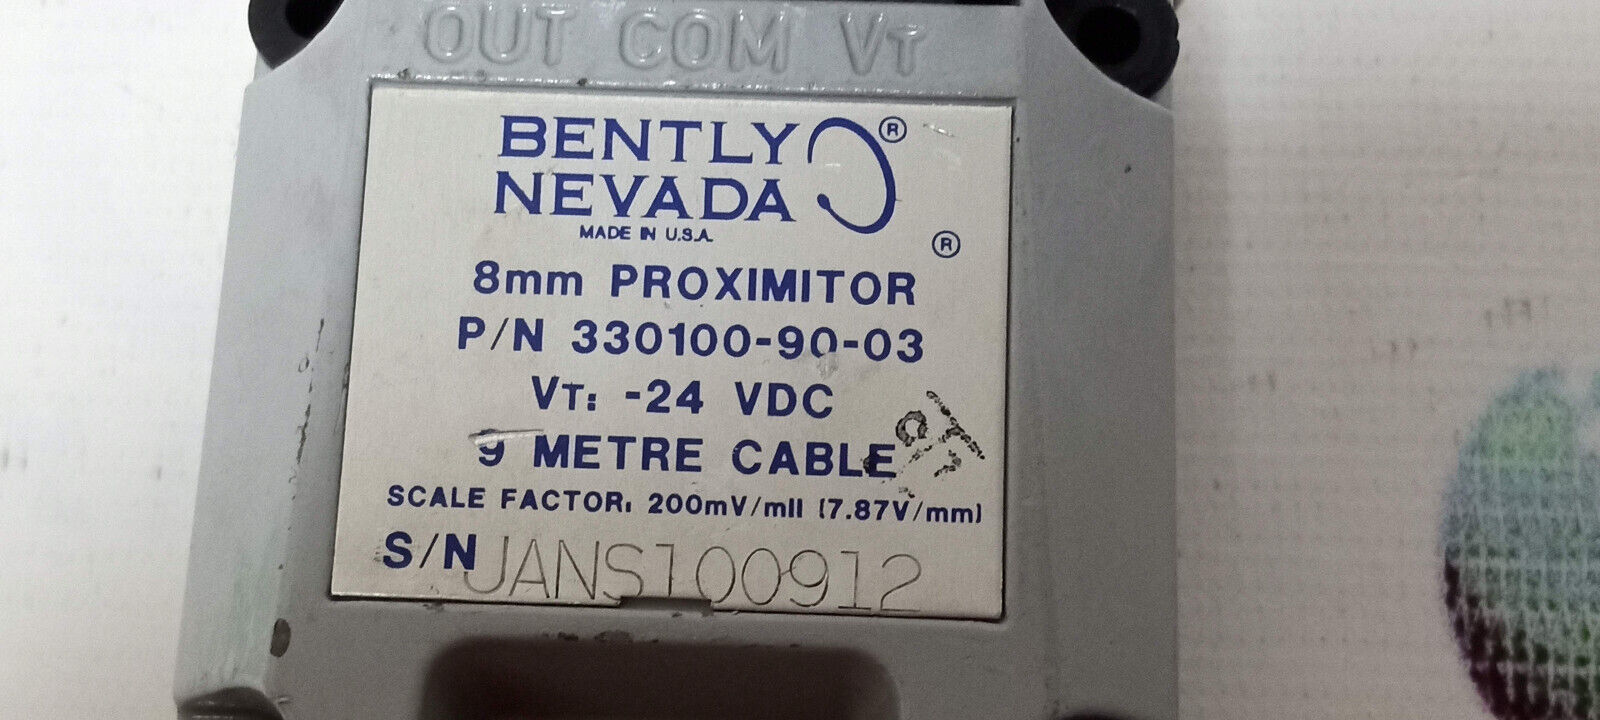 OUT COM VT
BENTLY ®
NEVADA
MADE IN U.S.A.
®
8mm PROXIMITOR
P/N 330100-90-03
VT: -24 VDC
9 METRE CABLE
SCALE FACTOR: 200mV/mil (7.87V/mm)
S/N JANS100912